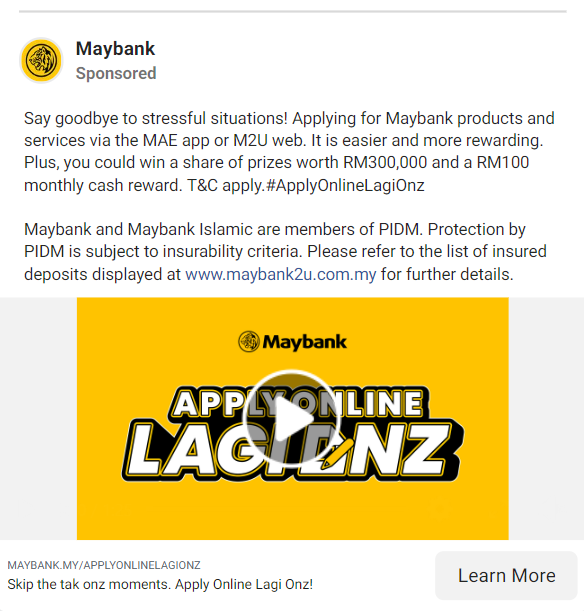 Maybank
Sponsored
Say goodbye to stressful situations! Applying for Maybank products and
services via the MAE app or M2U web. It is easier and more rewarding.
Plus, you could win a share of prizes worth RM300,000 and a RM100
monthly cash reward. T&C apply.#ApplyOnlineLagiOnz
Maybank and Maybank Islamic are members of PIDM. Protection by
PIDM is subject to insurability criteria. Please refer to the list of insured
deposits displayed at www.maybank2u.com.my for further details.
Maybank
APPLY ONLINE
LAGI ONZ
MAYBANK.MY/APPLYONLINELAGIONZ
Skip the tak onz moments. Apply Online Lagi Onz!
Learn More